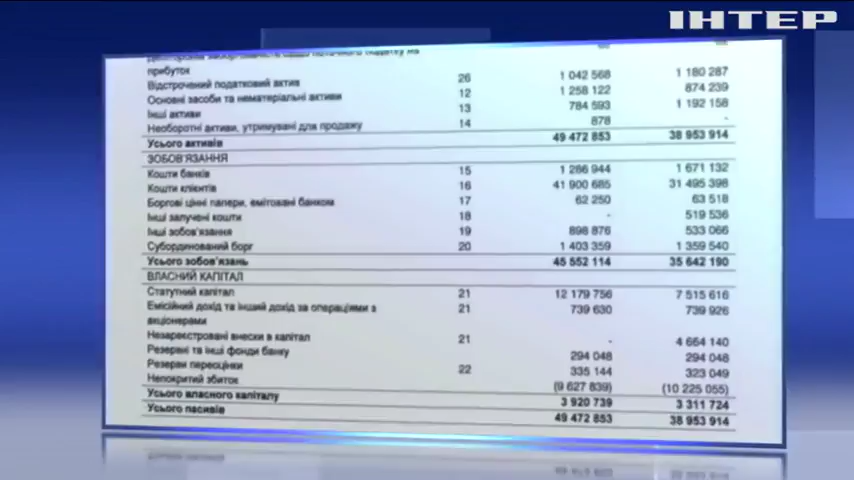 ІНТЕР
прибуток
Відстрочений податковий актив 26 1 042 568 1 180 287
Основні засоби та нематеріальні активи 12 1 258 122 874 239
Інші активи 13 784 593 1 192 158
Необоротні активи, утримувані для продажу 14 878 -
Усього активів 49 472 853 38 953 914
ЗОБОВ'ЯЗАННЯ
Кошти банків 15 1 286 944 1 671 132
Кошти клієнтів 16 41 900 685 31 495 398
Боргові цінні папери, емітовані банком 17 62 250 63 518
Інші залучені кошти 18 - 519 536
Інші зобов'язання 19 898 876 533 066
Субординований борг 20 1 403 359 1 359 540
Усього зобов'язань 45 552 114 35 642 190
ВЛАСНИЙ КАПІТАЛ
Статутний капітал 21 12 179 756 7 515 616
Емісійний дохід та інший дохід за операціями з 21 739 630 739 926
акціонерами
Незареєстровані внески в капітал 21 - 4 664 140
Резервні та інші фонди банку 294 048 294 048
Резерви переоцінки 22 335 144 323 049
Непокритий збиток (9 627 839) (10 225 055)
Усього власного капіталу 3 920 739 3 311 724
Усього пасивів 49 472 853 38 953 914